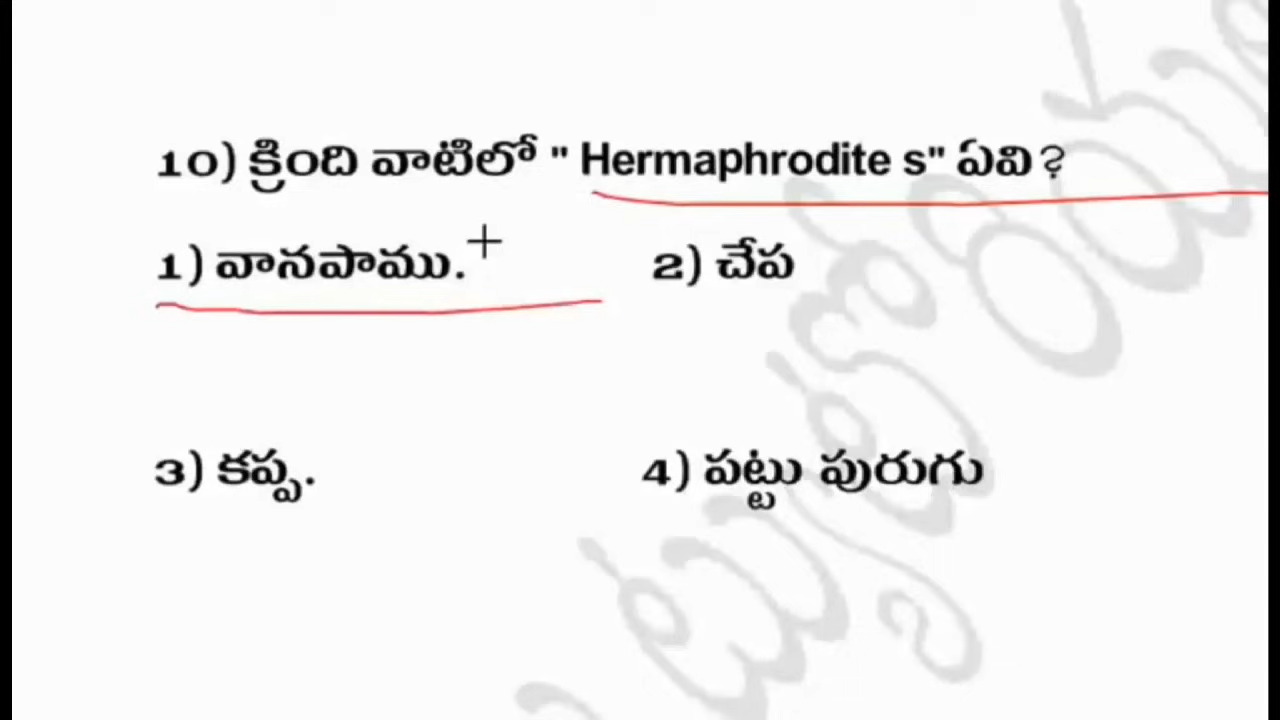 10) క్రింది వాటిలో " Hermaphrodite s" ఏవి?
1) వానపాము. 2) చేప
3) కప్ప. 4) పట్టు పురుగు